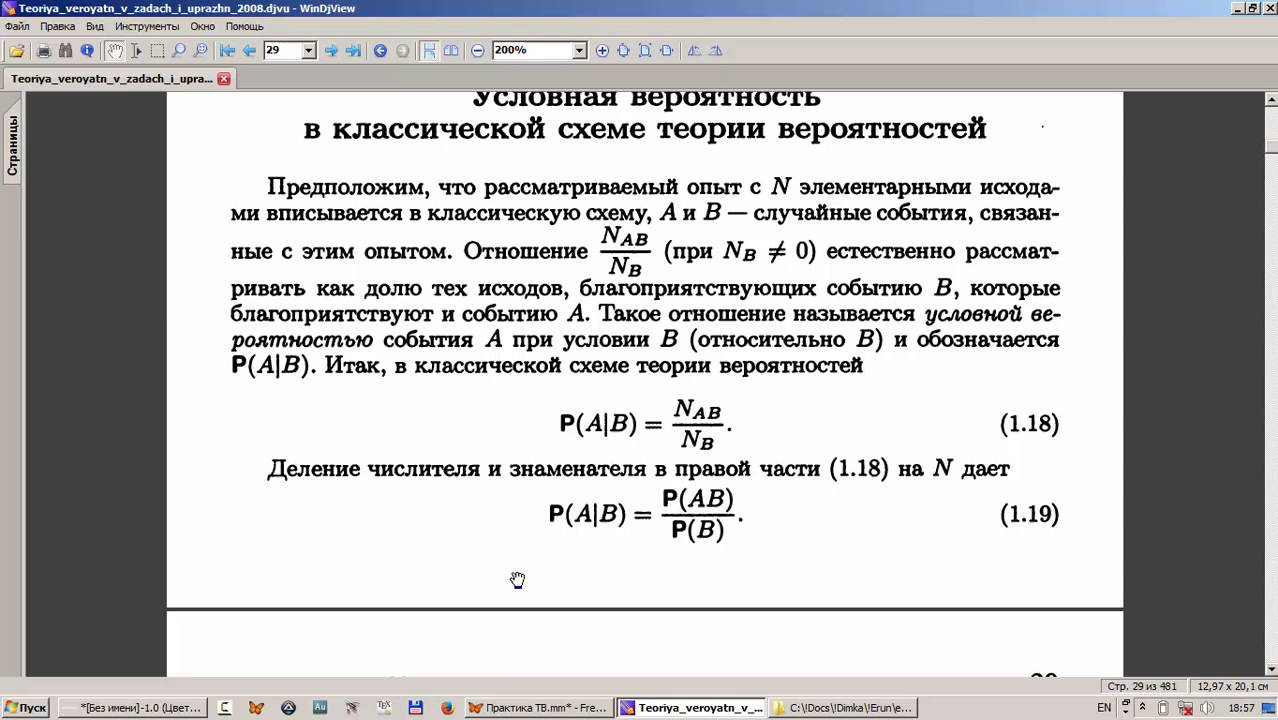 Teoriya_veroyatn_v_zadach_i_uprazhn_2008.djvu - WinDjView
Файл Правка Вид Инструменты Окно Помощь
29 200%
Teoriya_veroyatn_v_zadach_i_upra...
Страницы
Условная вероятность
в классической схеме теории вероятностей
Предположим, что рассматриваемый опыт с N элементарными исхода-
ми вписывается в классическую схему, A и B — случайные события, связан-
ные с этим опытом. Отношение N_AB/N_B (при N_B ≠ 0) естественно рассмат-
ривать как долю тех исходов, благоприятствующих событию B, которые
благоприятствуют и событию A. Такое отношение называется условной ве-
роятностью события A при условии B (относительно B) и обозначается
P(A|B). Итак, в классической схеме теории вероятностей
P(A|B) = N_AB/N_B. (1.18)
Деление числителя и знаменателя в правой части (1.18) на N дает
P(A|B) = P(AB)/P(B). (1.19)
Стр. 29 из 481 12,97 x 20,1 см
Пуск *[Без имени]-1.0 (Цвет... Au TeX Практика ТВ.mm* - Fre... Teoriya_veroyatn_v_... C:\Docs\Dimka\Erun\e... EN 18:57